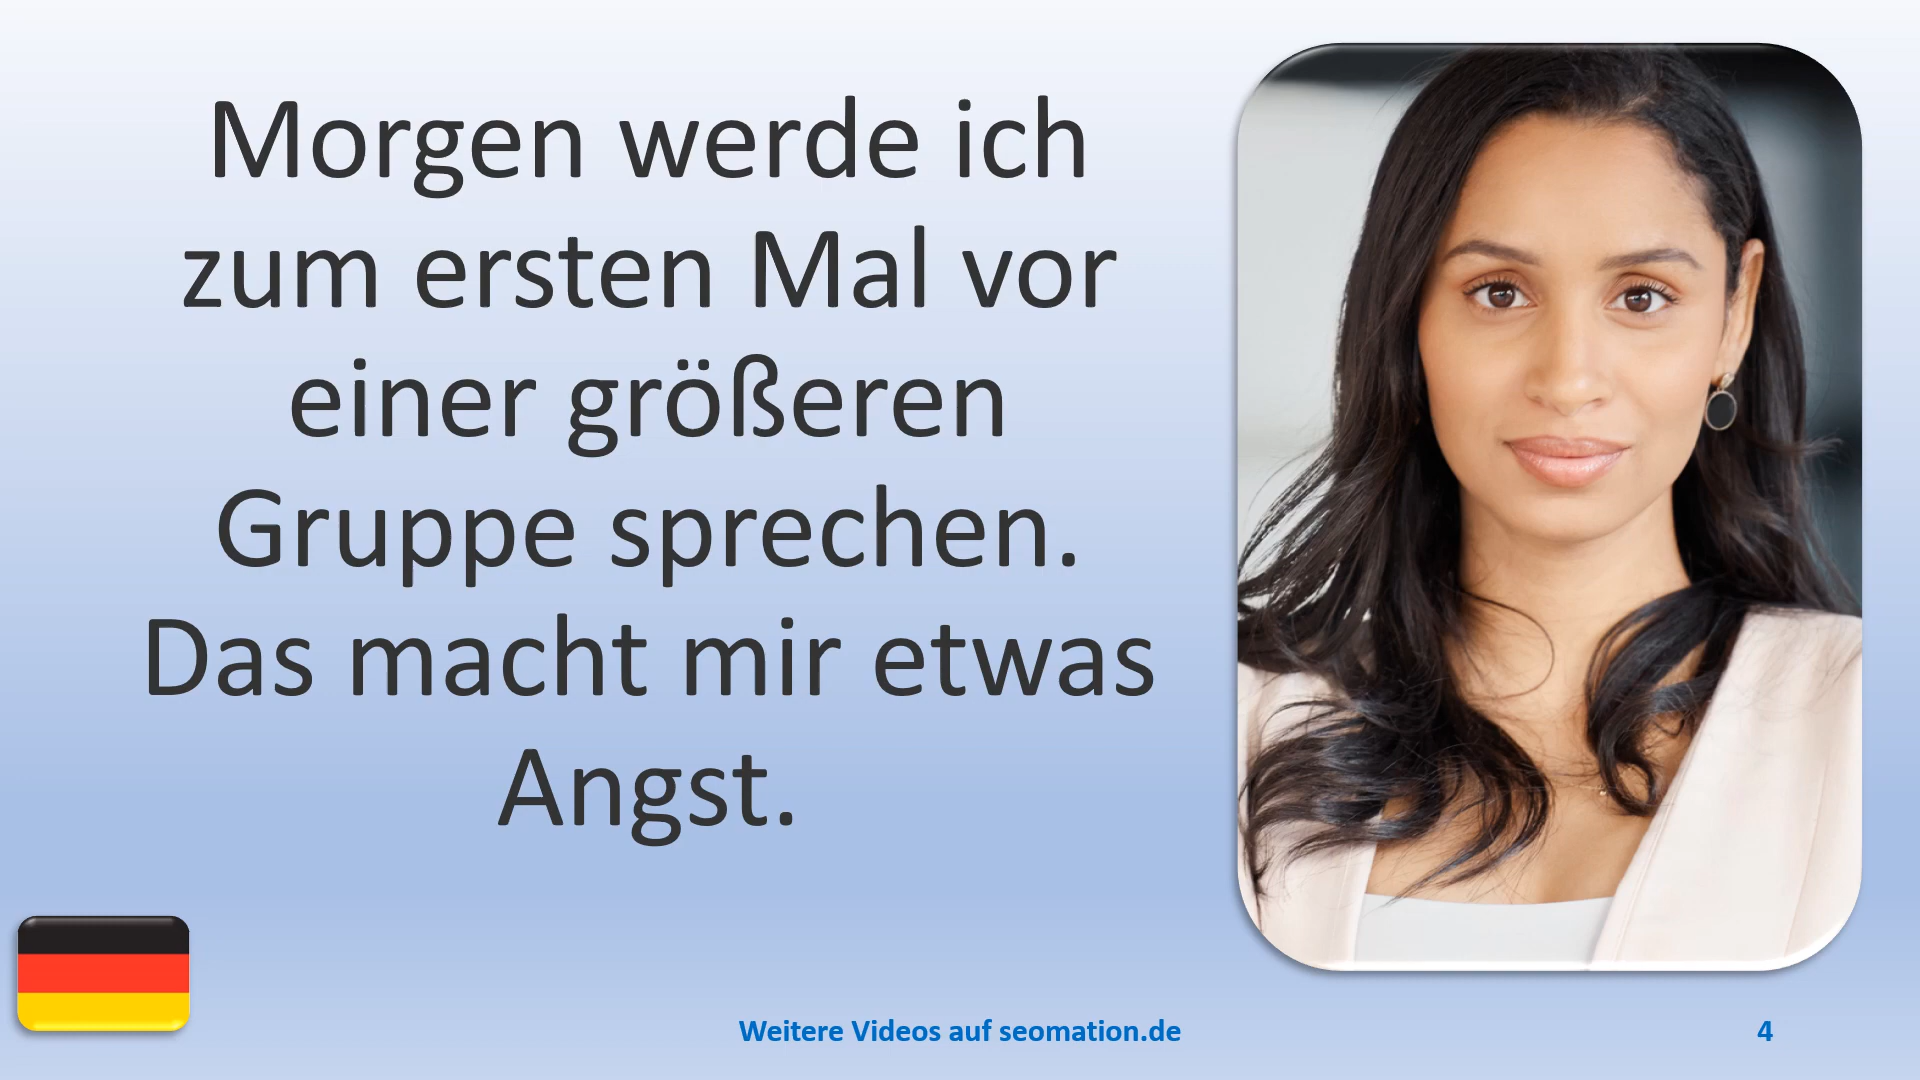 Morgen werde ich
zum ersten Mal vor
einer größeren
Gruppe sprechen.
Das macht mir etwas
Angst.
Weitere Videos auf seomation.de
4